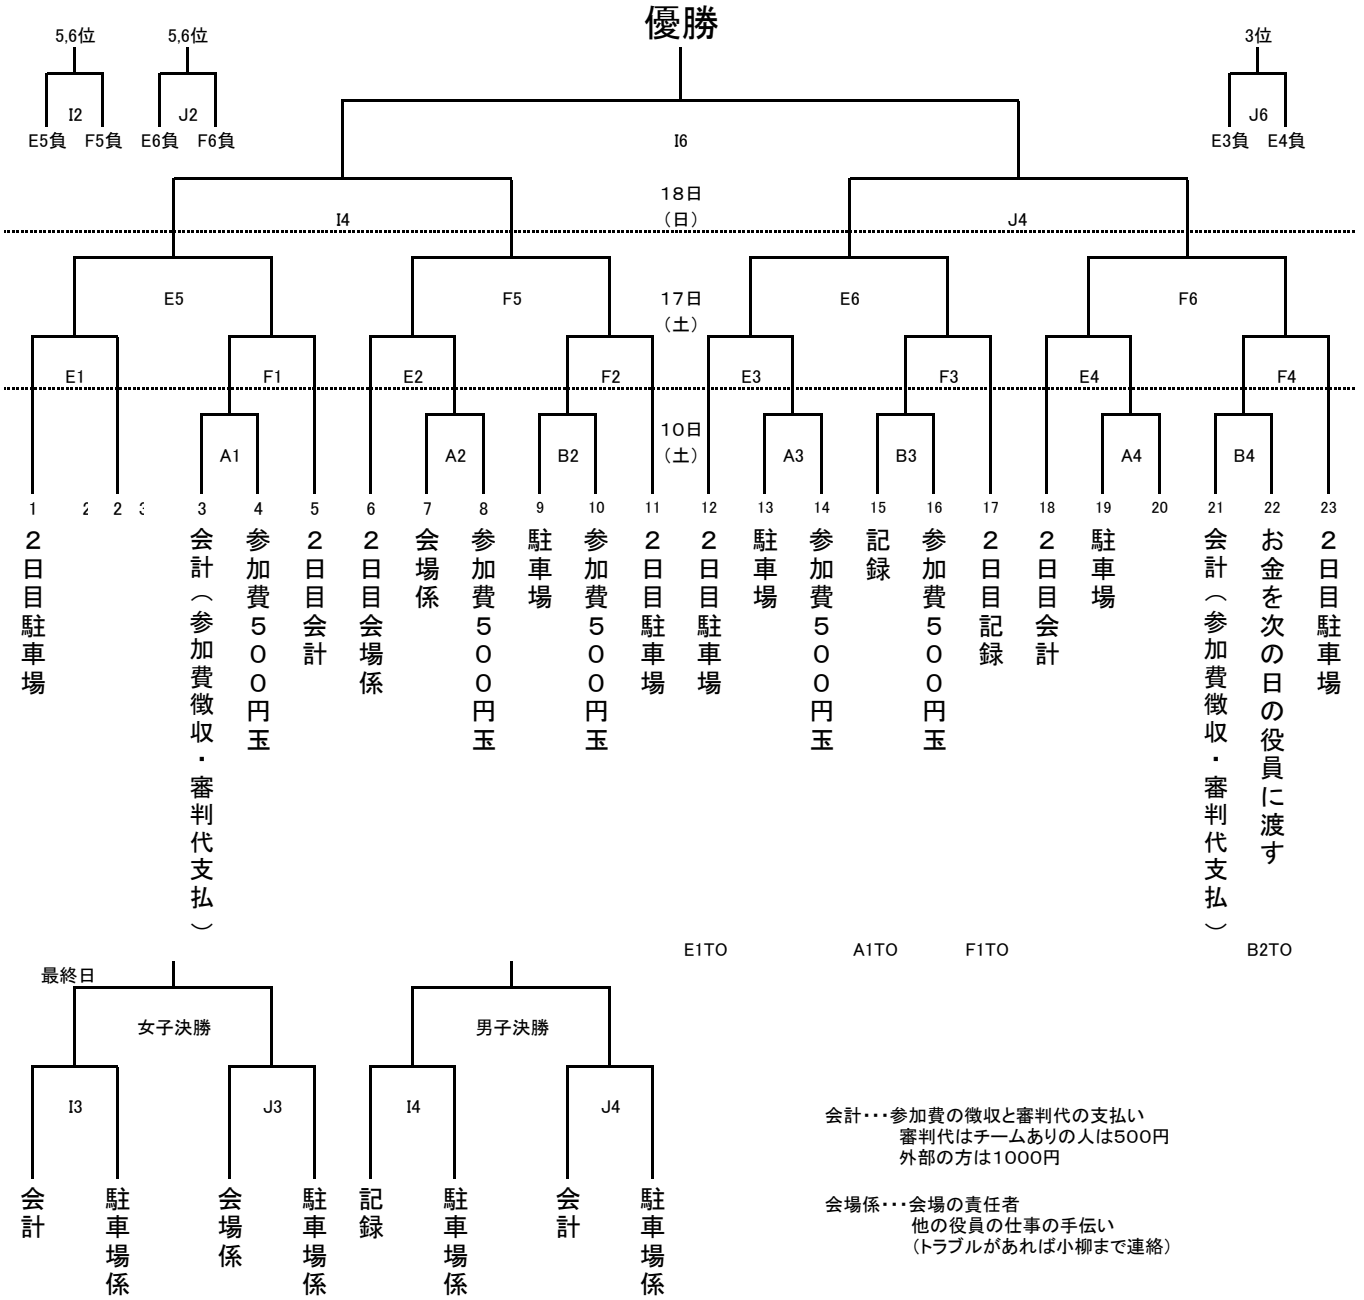 優勝
5,6位 5,6位 3位
I2 J2 J6
E5負 F5負 E6負 F6負 E3負 E4負
I6
18日
（日）
I4 J4
E5 F5 E6 F6
17日
（土）
E1 F1 E2 F2 E3 F3 E4 F4
10日
（土）
A1 A2 B2 A3 B3 A4 B4
1 2 2 3 4 5 6 7 8 9 10 11 12 13 14 15 16 17 18 19 20 21 22 23
２日目駐車場
会計（参加費徴収・審判代支払）
参加費５００円玉
２日目会計
２日目会場係
会場係
参加費５００円玉
駐車場
参加費５００円玉
２日目駐車場
２日目駐車場
駐車場
参加費５００円玉
記録
参加費５００円玉
２日目記録
２日目会計
駐車場
会計（参加費徴収・審判代支払）
お金を次の日の役員に渡す
２日目駐車場
E1TO A1TO F1TO B2TO
最終日
女子決勝 男子決勝
I3 J3 I4 J4
会計
駐車場係
会場係
駐車場係
記録
駐車場係
会計
駐車場係
会計・・・参加費の徴収と審判代の支払い
審判代はチームありの人は500円
外部の方は1000円
会場係・・・会場の責任者
他の役員の仕事の手伝い
（トラブルがあれば小柳まで連絡）